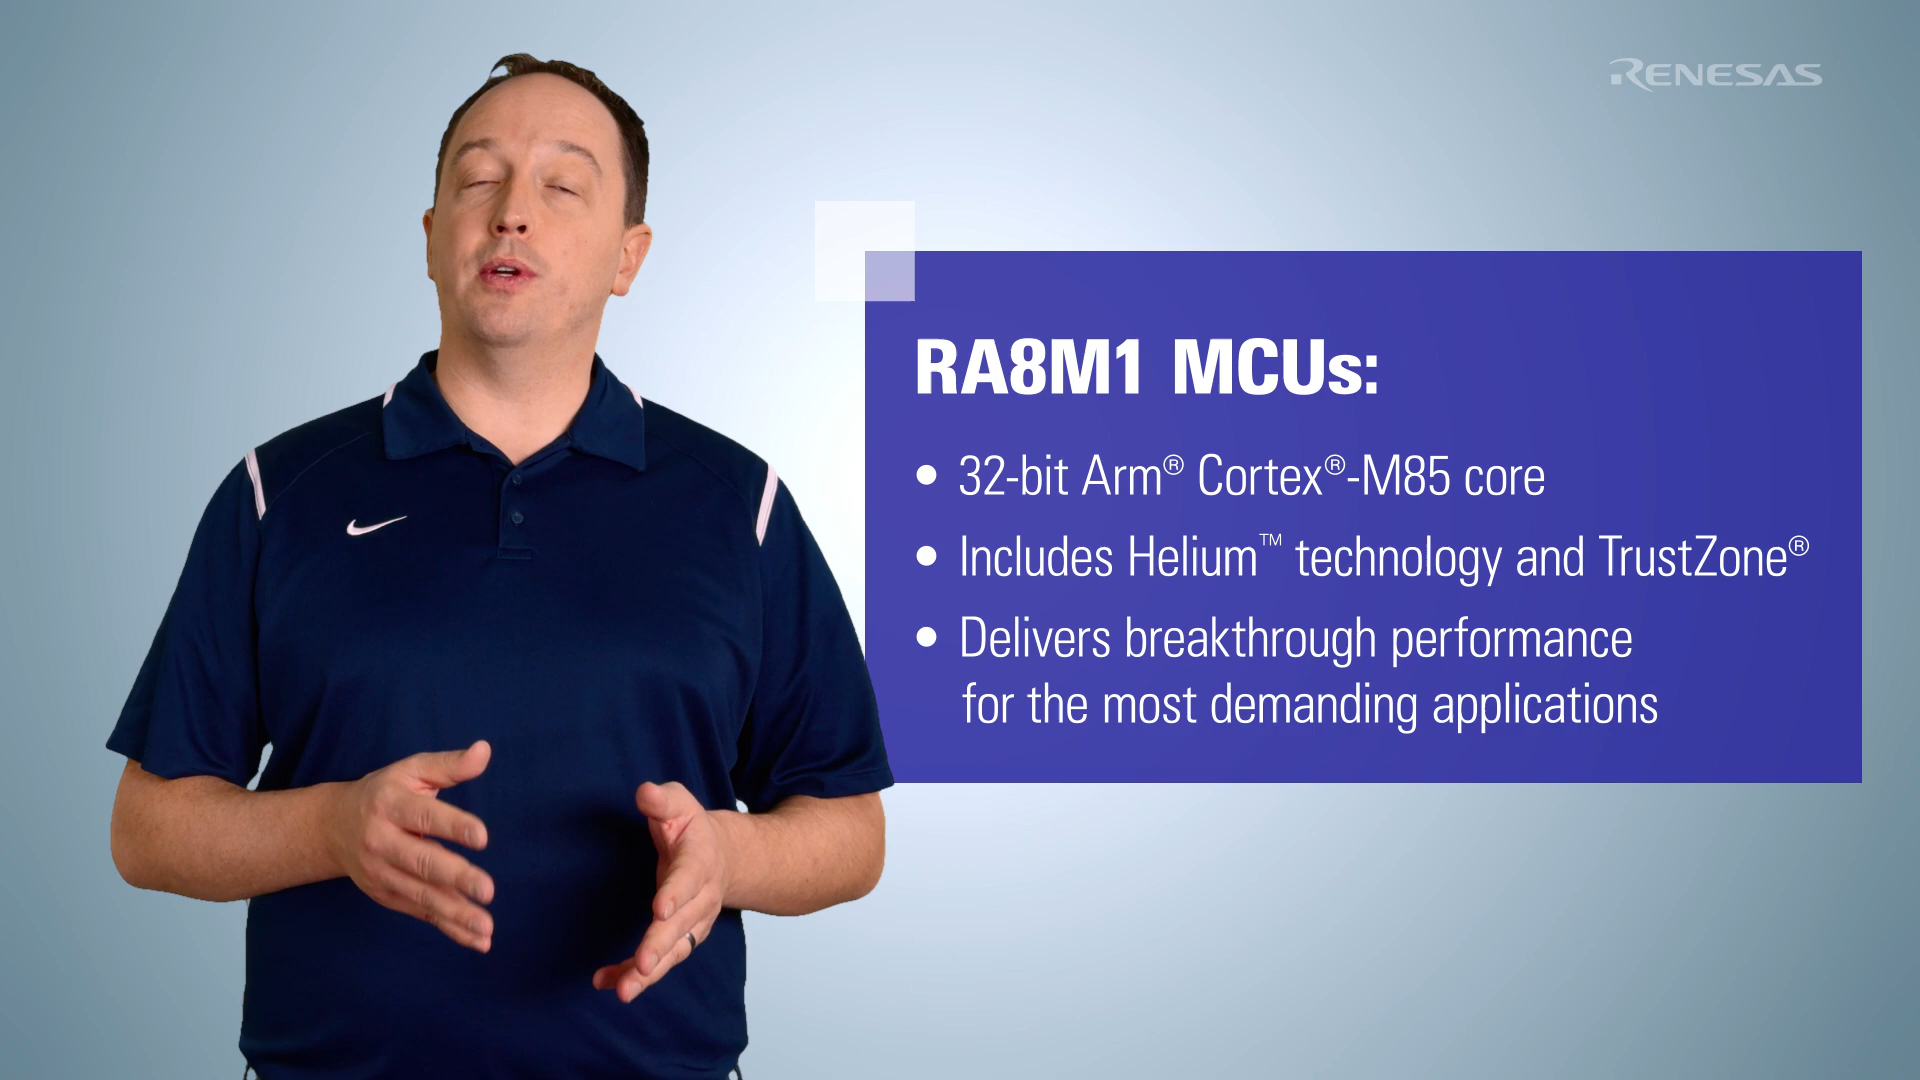 RENESAS
RA8M1 MCUs:
• 32-bit Arm® Cortex®-M85 core
• Includes Helium™ technology and TrustZone®
• Delivers breakthrough performance
for the most demanding applications